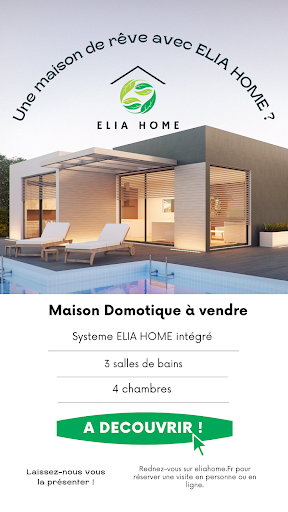 Une maison de rêve avec ELIA HOME ?
ELIA HOME
Maison Domotique à vendre
Systeme ELIA HOME intégré
3 salles de bains
4 chambres
A DECOUVRIR !
Laissez-nous vous
la présenter !
Rednez-vous sur eliahome.Fr pour
réserver une visite en personne ou en
ligne.